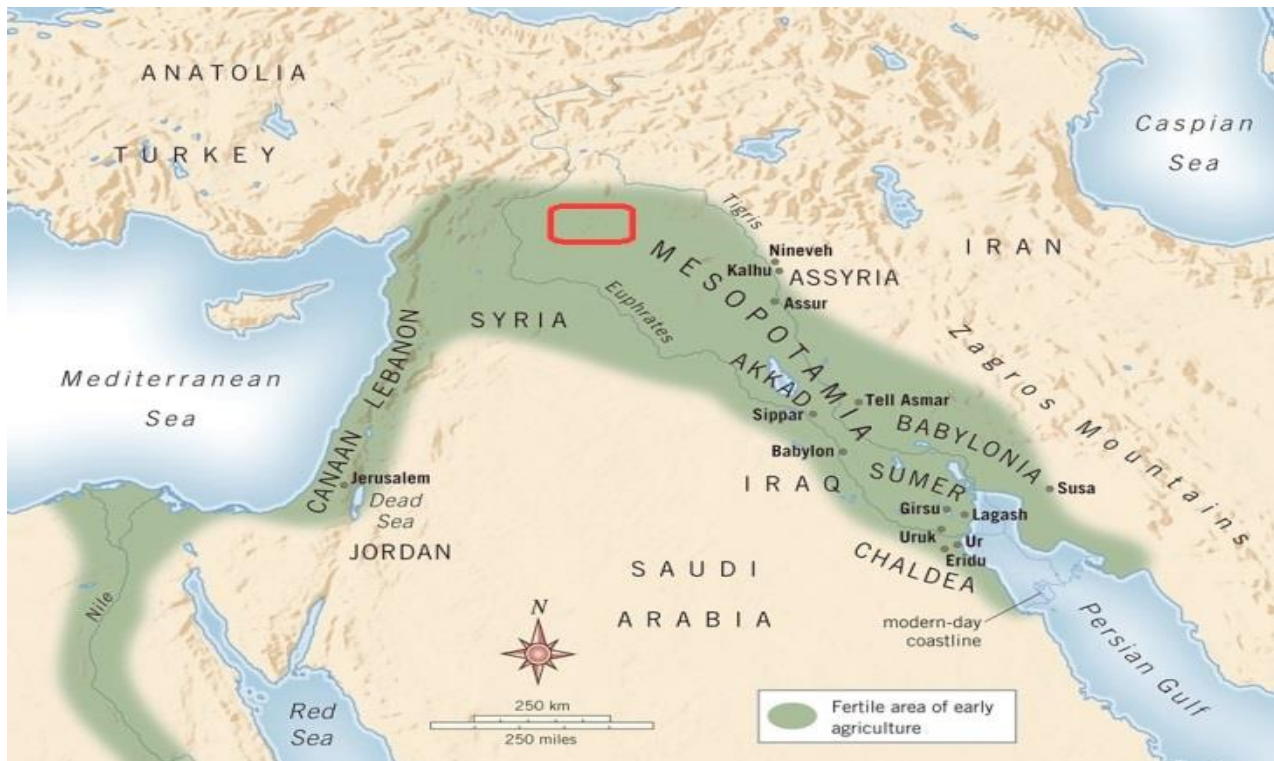 ANATOLIA
TURKEY
Caspian
Sea
Tigris
IRAN
Nineveh
Kalhu
ASSYRIA
Assur
MESOPOTAMIA
Euphrates
SYRIA
Zagros Mountains
Mediterranean
Sea
LEBANON
AKKAD
Tell Asmar
Sippar
BABYLONIA
Babylon
IRAQ
SUMER
Susa
CANAAN
Jerusalem
Dead
Sea
JORDAN
Girsu
Lagash
Uruk
Ur
Eridu
CHALDEA
SAUDI
ARABIA
Nile
N
modern-day
coastline
Persian Gulf
Red
Sea
250 km
250 miles
Fertile area of early
agriculture